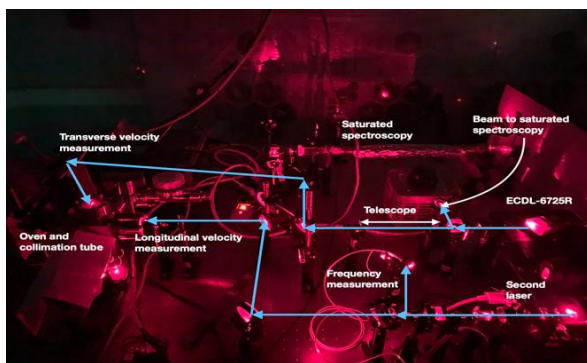 Beam to saturated
spectroscopy
Saturated
spectroscopy
Transverse velocity
measurement
ECDL-6725R
Telescope
Oven and
collimation tube
Longitudinal velocity
measurement
Frequency
measurement
Second
laser